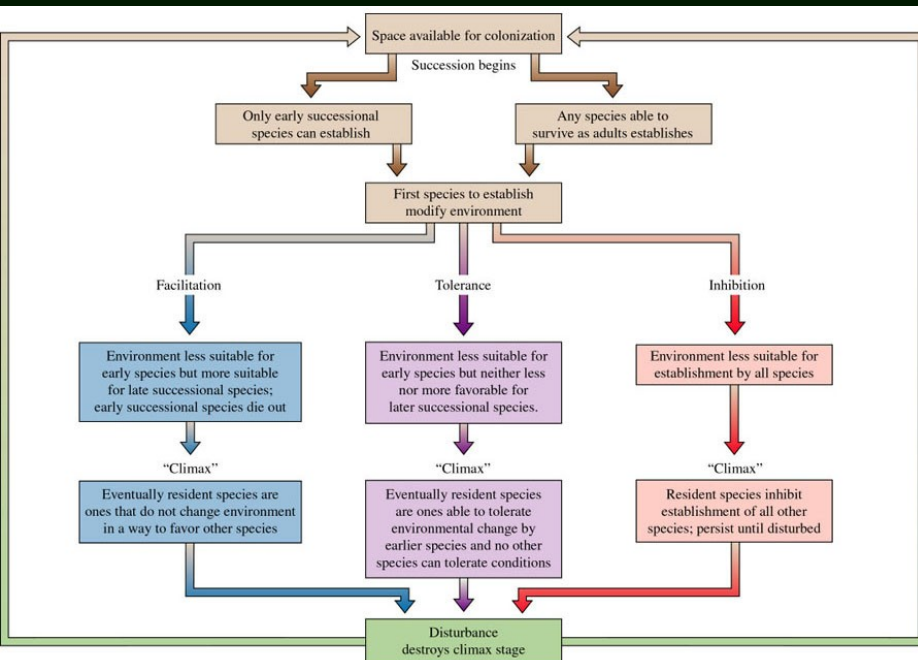 Space available for colonization
Succession begins
Only early successional
species can establish
Any species able to
survive as adults establishes
First species to establish
modify environment
Facilitation
Tolerance
Inhibition
Environment less suitable for
early species but more suitable
for late successional species;
early successional species die out
Environment less suitable for
early species but neither less
nor more favorable for
later successional species.
Environment less suitable for
establishment by all species
“Climax”
“Climax”
“Climax”
Eventually resident species are
ones that do not change environment
in a way to favor other species
Eventually resident species
are ones able to tolerate
environmental change by
earlier species and no other
species can tolerate conditions
Resident species inhibit
establishment of all other
species; persist until disturbed
Disturbance
destroys climax stage